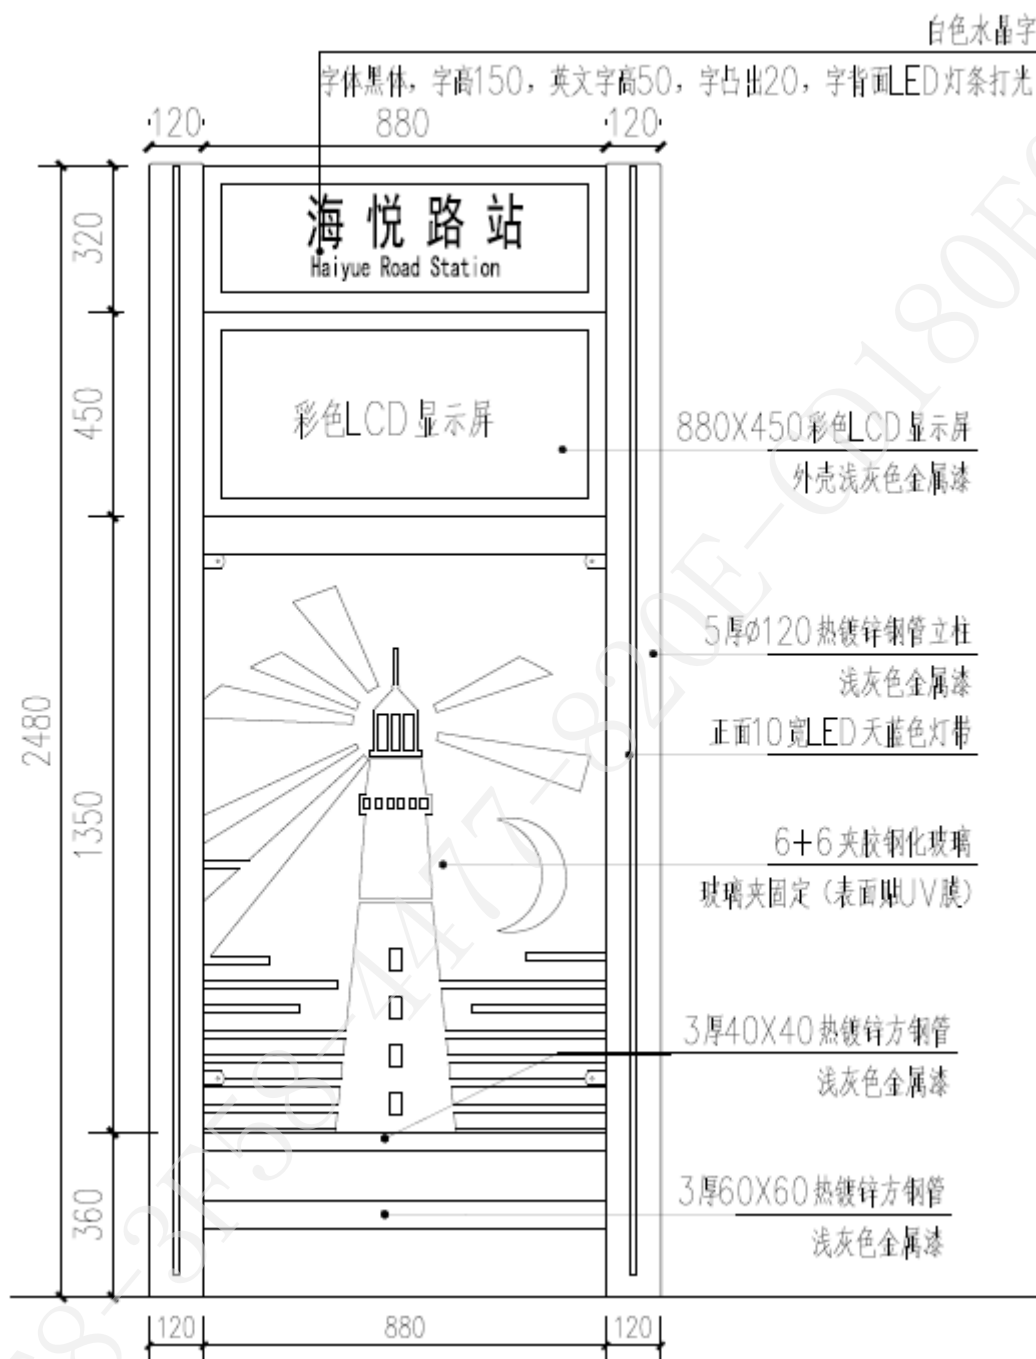 白色水晶字
字体黑体，字高150，英文字高50，字凸出20，字背面LED灯条打光
120
880
120
320
海悦路站
Haiyue Road Station
450
彩色LCD显示屏
880X450彩色LCD显示屏
外壳浅灰色金属漆
5厚Ø120热镀锌钢管立柱
浅灰色金属漆
2480
正面10宽LED天蓝色灯带
1350
6+6夹胶钢化玻璃
玻璃夹固定（表面贴UV膜）
3厚40X40热镀锌方钢管
浅灰色金属漆
360
3厚60X60热镀锌方钢管
浅灰色金属漆
120
880
120